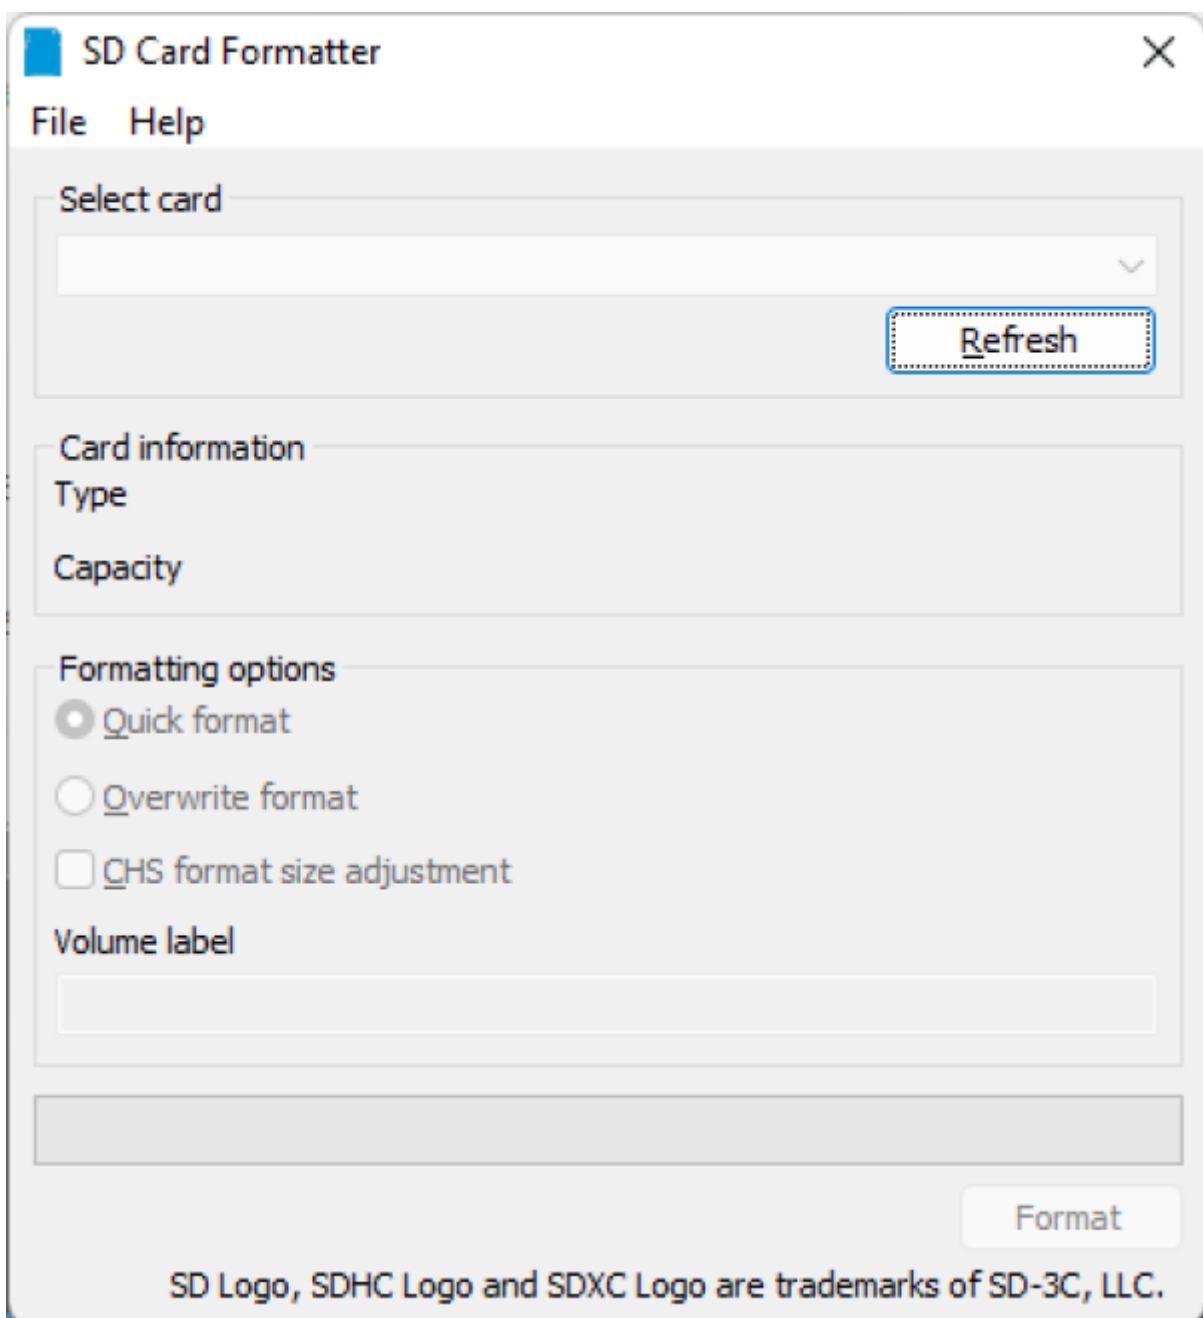 SD Card Formatter
File Help
Select card
Refresh
Card information
Type
Capacity
Formatting options
Quick format
Overwrite format
CHS format size adjustment
Volume label
Format
SD Logo, SDHC Logo and SDXC Logo are trademarks of SD-3C, LLC.